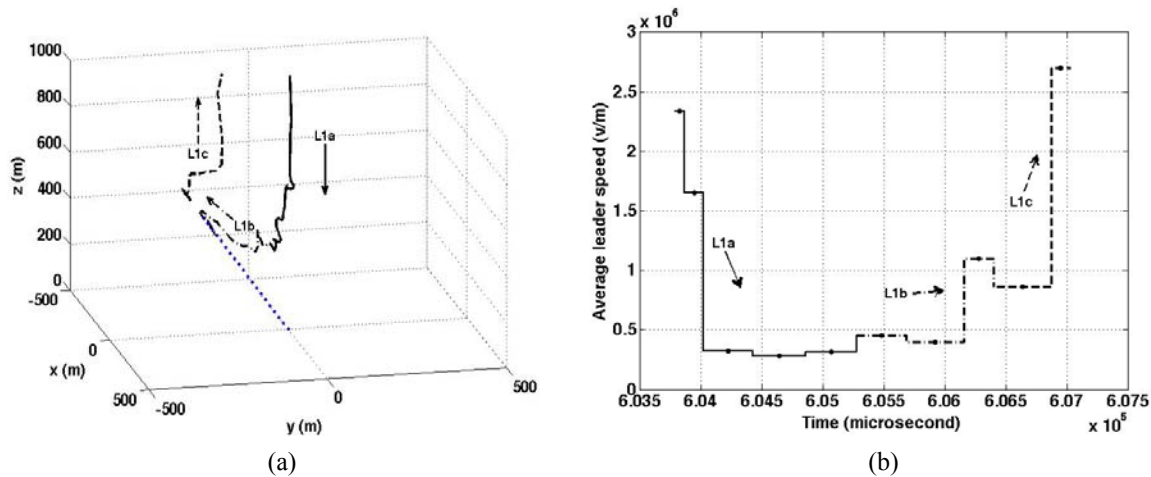 1000
800
600
400
200
0
-500
0
500
-500
0
500
z (m)
x (m)
y (m)
L1c
L1a
L1b
(a)
x 10^6
3
2.5
2
1.5
1
0.5
0
Average leader speed (v/m)
L1a
L1b
L1c
6.035 6.04 6.045 6.05 6.055 6.06 6.065 6.07 6.075
Time (microsecond)
x 10^5
(b)